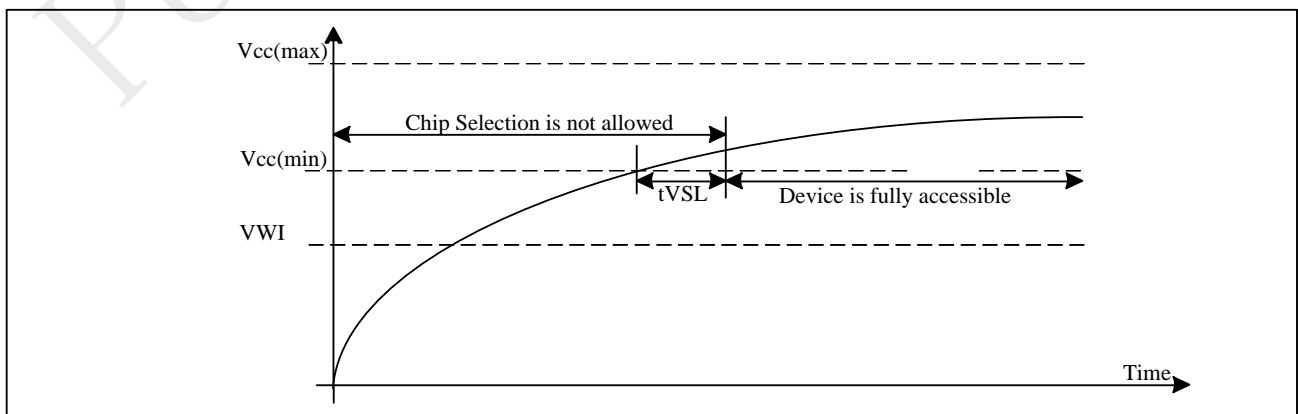 Vcc(max)
Chip Selection is not allowed
Vcc(min)
tVSL
Device is fully accessible
VWI
Time